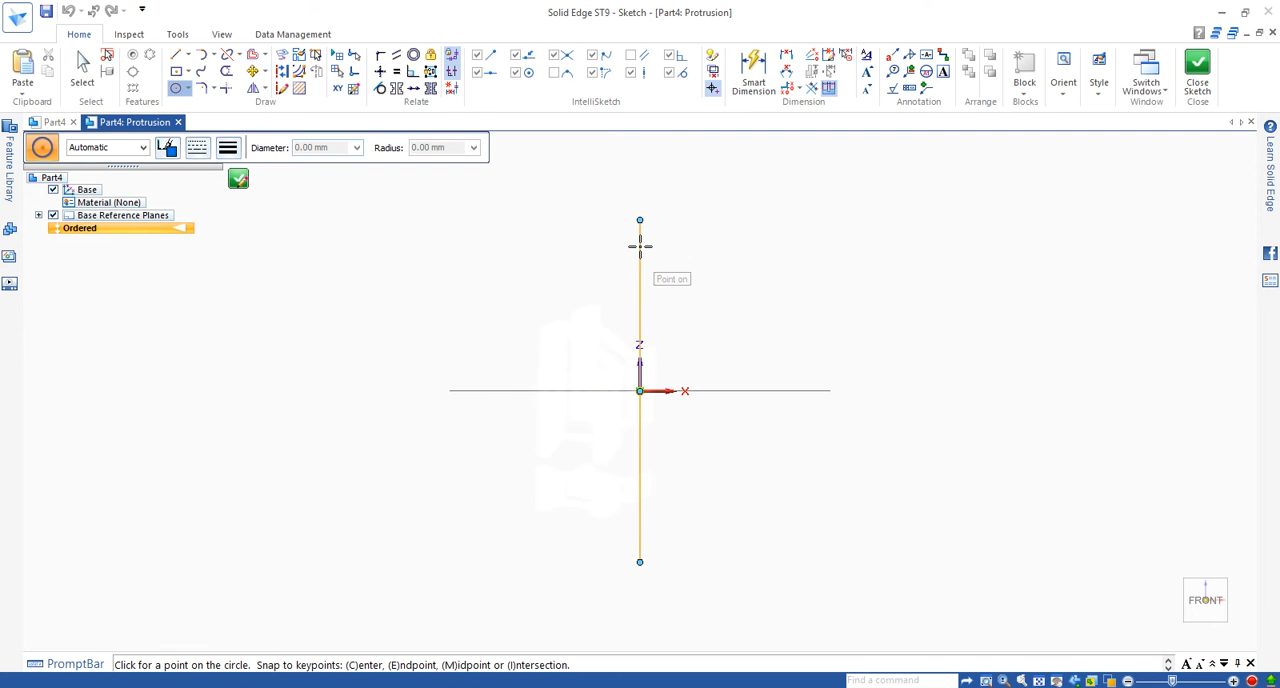 Solid Edge ST9 - Sketch - [Part4: Protrusion]
Home Inspect Tools View Data Management
Paste
Select
Smart
Dimension
Block
Orient
Style
Switch
Windows
Close
Sketch
Clipboard Select Features Draw Relate IntelliSketch Dimension Annotation Arrange Blocks Window Close
Part4 Part4: Protrusion
Automatic Diameter: 0.00 mm Radius: 0.00 mm
Feature Library
Learn Solid Edge
Part4
Base
Material (None)
Base Reference Planes
Ordered
Point on
Z
X
FRONT
PromptBar Click for a point on the circle. Snap to keypoints: (C)enter, (E)ndpoint, (M)idpoint or (I)ntersection.
Find a command